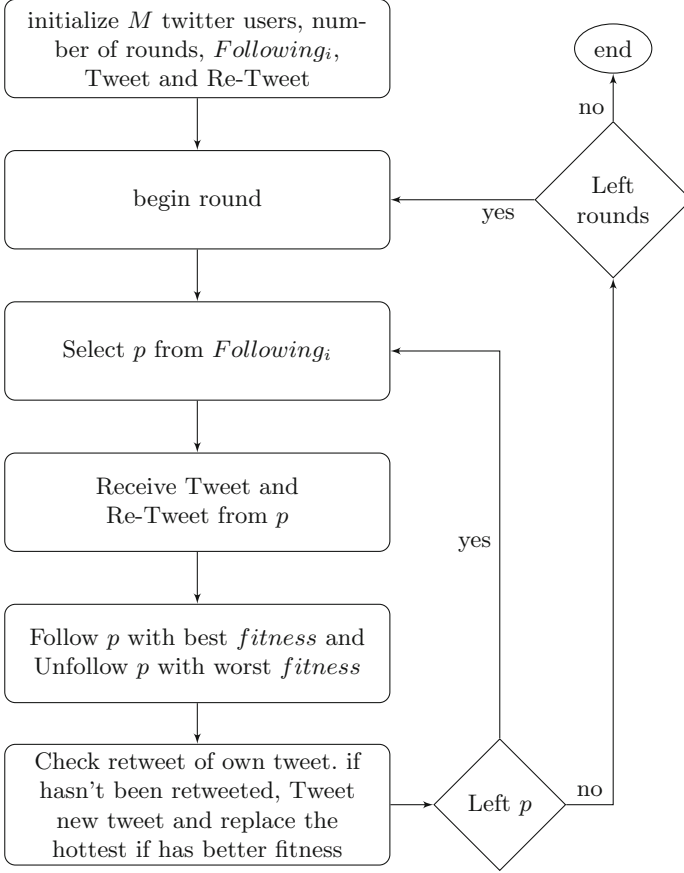 initialize M twitter users, num-
ber of rounds, Following_i,
Tweet and Re-Tweet
end
no
begin round
yes
Left
rounds
Select p from Following_i
Receive Tweet and
Re-Tweet from p
yes
Follow p with best fitness and
Unfollow p with worst fitness
Check retweet of own tweet. if
hasn't been retweeted, Tweet
new tweet and replace the
hottest if has better fitness
Left p
no